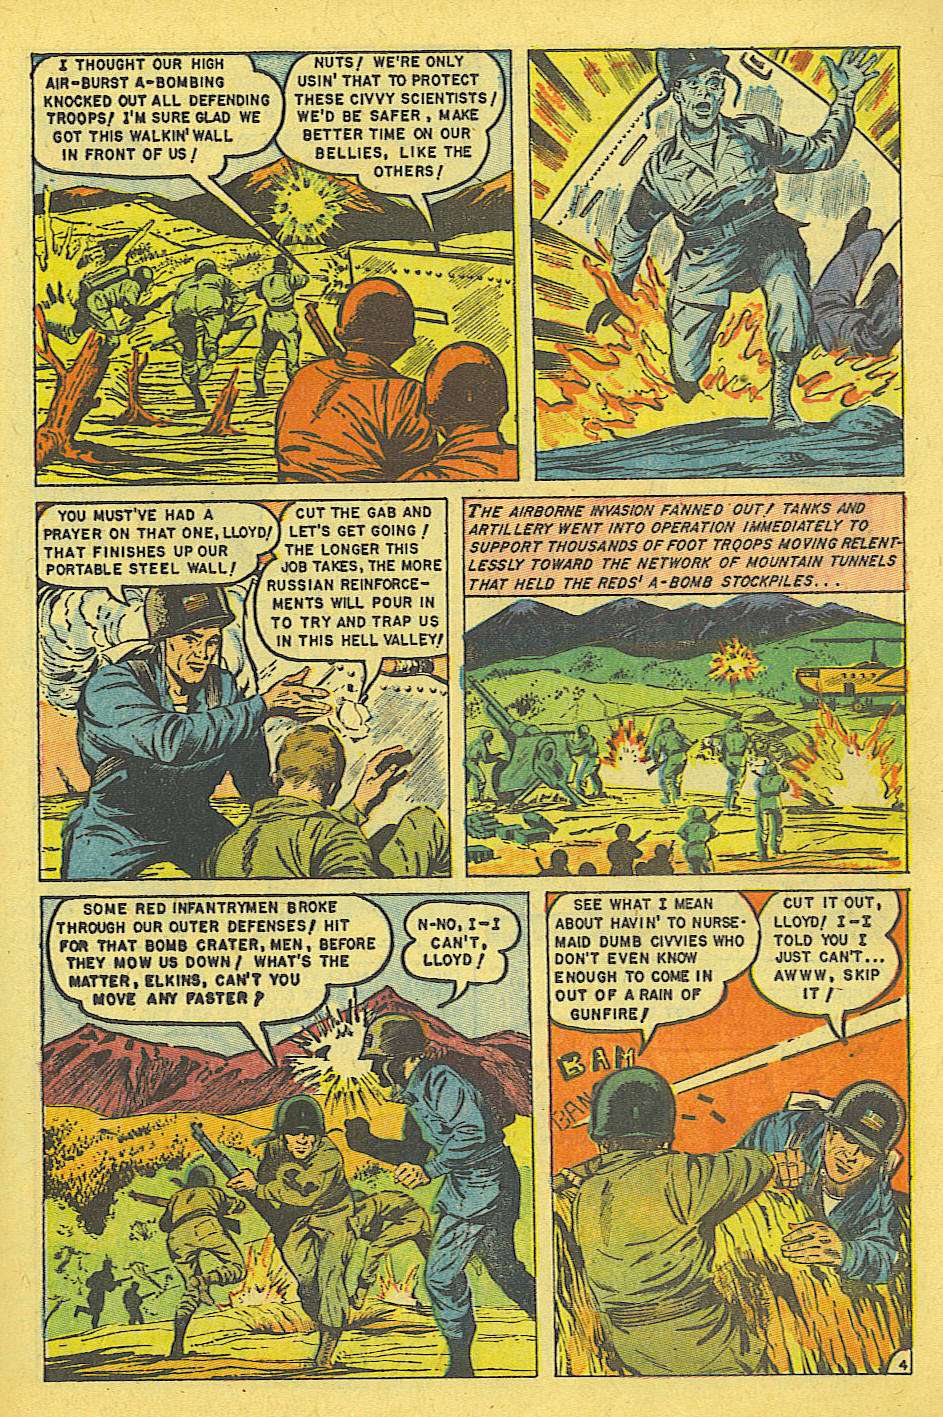 I THOUGHT OUR HIGH
AIR-BURST A-BOMBING
KNOCKED OUT ALL DEFENDING
TROOPS! I'M SURE GLAD WE
GOT THIS WALKIN' WALL
IN FRONT OF US!
NUTS! WE'RE ONLY
USIN' THAT TO PROTECT
THESE CIVVY SCIENTISTS!
WE'D BE SAFER, MAKE
BETTER TIME ON OUR
BELLIES, LIKE THE
OTHERS!
YOU MUST'VE HAD A
PRAYER ON THAT ONE, LLOYD!
THAT FINISHES UP OUR
PORTABLE STEEL WALL!
CUT THE GAB AND
LET'S GET GOING!
THE LONGER THIS
JOB TAKES, THE MORE
RUSSIAN REINFORCE-
MENTS WILL POUR IN
TO TRY AND TRAP US
IN THIS HELL VALLEY!
THE AIRBORNE INVASION FANNED OUT! TANKS AND
ARTILLERY WENT INTO OPERATION IMMEDIATELY TO
SUPPORT THOUSANDS OF FOOT TROOPS MOVING RELENT-
LESSLY TOWARD THE NETWORK OF MOUNTAIN TUNNELS
THAT HELD THE REDS' A-BOMB STOCKPILES...
SOME RED INFANTRYMEN BROKE
THROUGH OUR OUTER DEFENSES! HIT
FOR THAT BOMB CRATER, MEN, BEFORE
THEY MOW US DOWN! WHAT'S THE
MATTER, ELKINS, CAN'T YOU
MOVE ANY FASTER?
N-NO, I-I
CAN'T,
LLOYD!
SEE WHAT I MEAN
ABOUT HAVIN' TO NURSE-
MAID DUMB CIVVIES WHO
DON'T EVEN KNOW
ENOUGH TO COME IN
OUT OF A RAIN OF
GUNFIRE!
CUT IT OUT,
LLOYD! I-I
TOLD YOU I
JUST CAN'T...
AWWW, SKIP
IT!
BAM
BAM
4